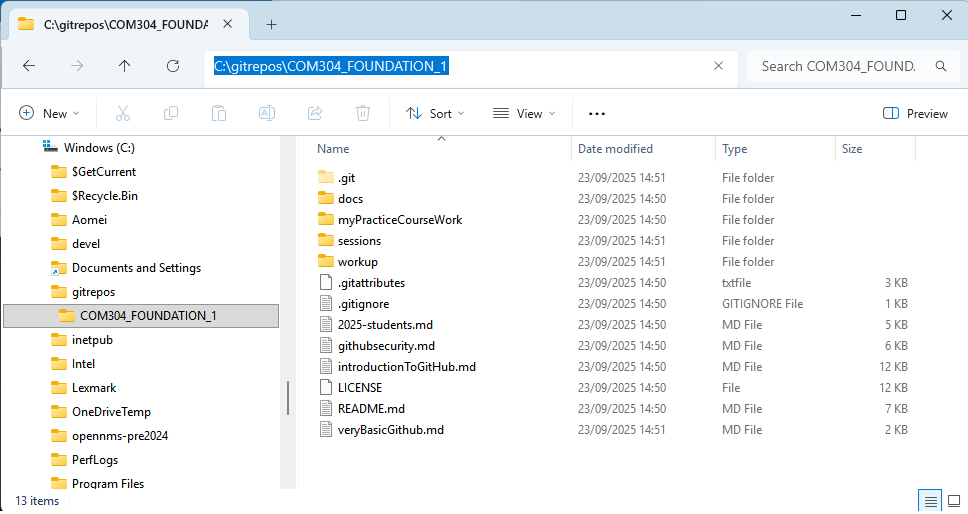 C:\gitrepos\COM304_FOUNDA
C:\gitrepos\COM304_FOUNDATION_1
Search COM304_FOUND.
New
Sort
View
Preview
Windows (C:)
$GetCurrent
$Recycle.Bin
Aomei
devel
Documents and Settings
gitrepos
COM304_FOUNDATION_1
inetpub
Intel
Lexmark
OneDriveTemp
opennms-pre2024
PerfLogs
Program Files
Name Date modified Type Size
.git 23/09/2025 14:51 File folder
docs 23/09/2025 14:50 File folder
myPracticeCourseWork 23/09/2025 14:50 File folder
sessions 23/09/2025 14:51 File folder
workup 23/09/2025 14:51 File folder
.gitattributes 23/09/2025 14:50 txtfile 3 KB
.gitignore 23/09/2025 14:50 GITIGNORE File 1 KB
2025-students.md 23/09/2025 14:50 MD File 5 KB
githubsecurity.md 23/09/2025 14:50 MD File 6 KB
introductionToGitHub.md 23/09/2025 14:50 MD File 12 KB
LICENSE 23/09/2025 14:50 File 12 KB
README.md 23/09/2025 14:50 MD File 7 KB
veryBasicGithub.md 23/09/2025 14:51 MD File 2 KB
13 items